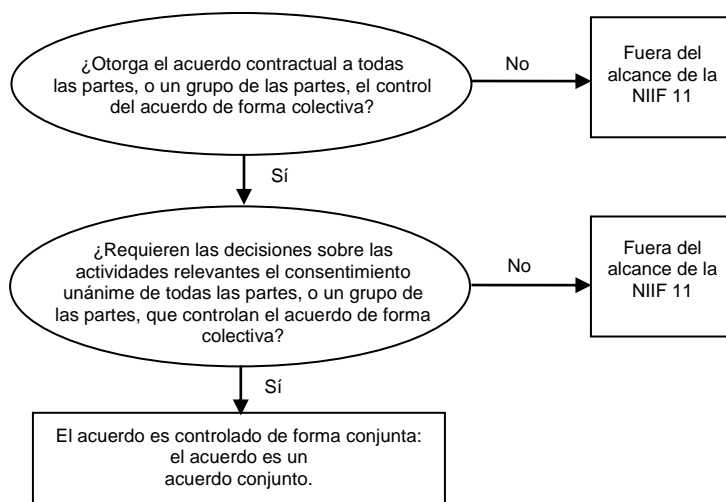 ¿Otorga el acuerdo contractual a todas
las partes, o un grupo de las partes, el control
del acuerdo de forma colectiva?
No
Fuera del
alcance de la
NIIF 11
Sí
¿Requieren las decisiones sobre las
actividades relevantes el consentimiento
unánime de todas las partes, o un grupo de
las partes, que controlan el acuerdo de forma
colectiva?
No
Fuera del
alcance de la
NIIF 11
Sí
El acuerdo es controlado de forma conjunta:
el acuerdo es un
acuerdo conjunto.